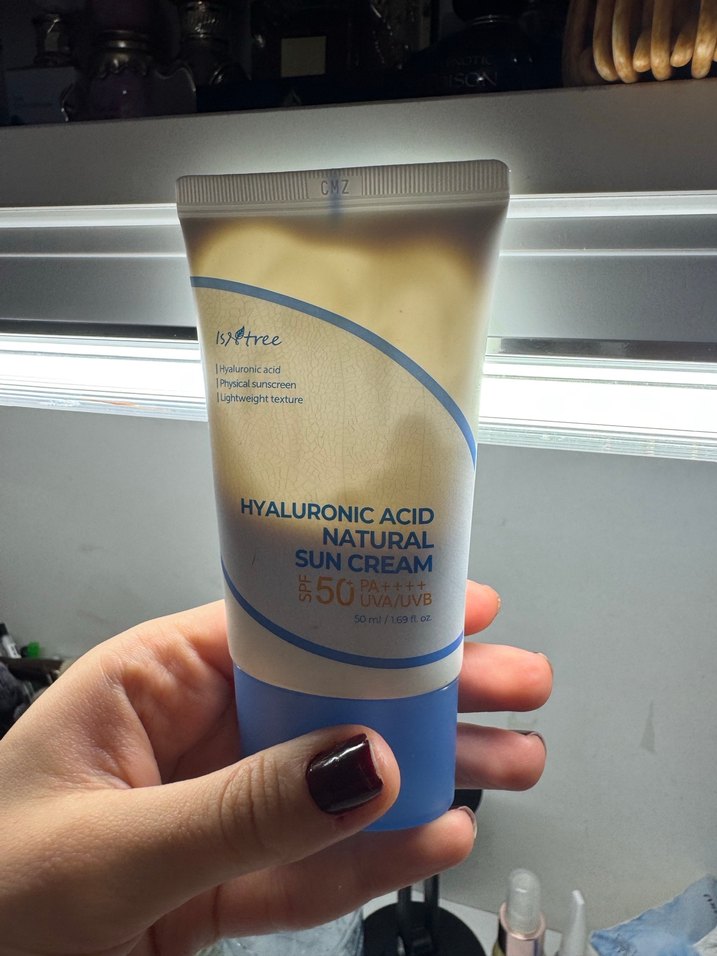 CMZ
Isntree
Hyaluronic acid
Physical sunscreen
Lightweight texture
HYALURONIC ACID
NATURAL
SUN CREAM
SPF 50+ PA++++
UVA/UVB
50 ml / 1.69 fl. oz.